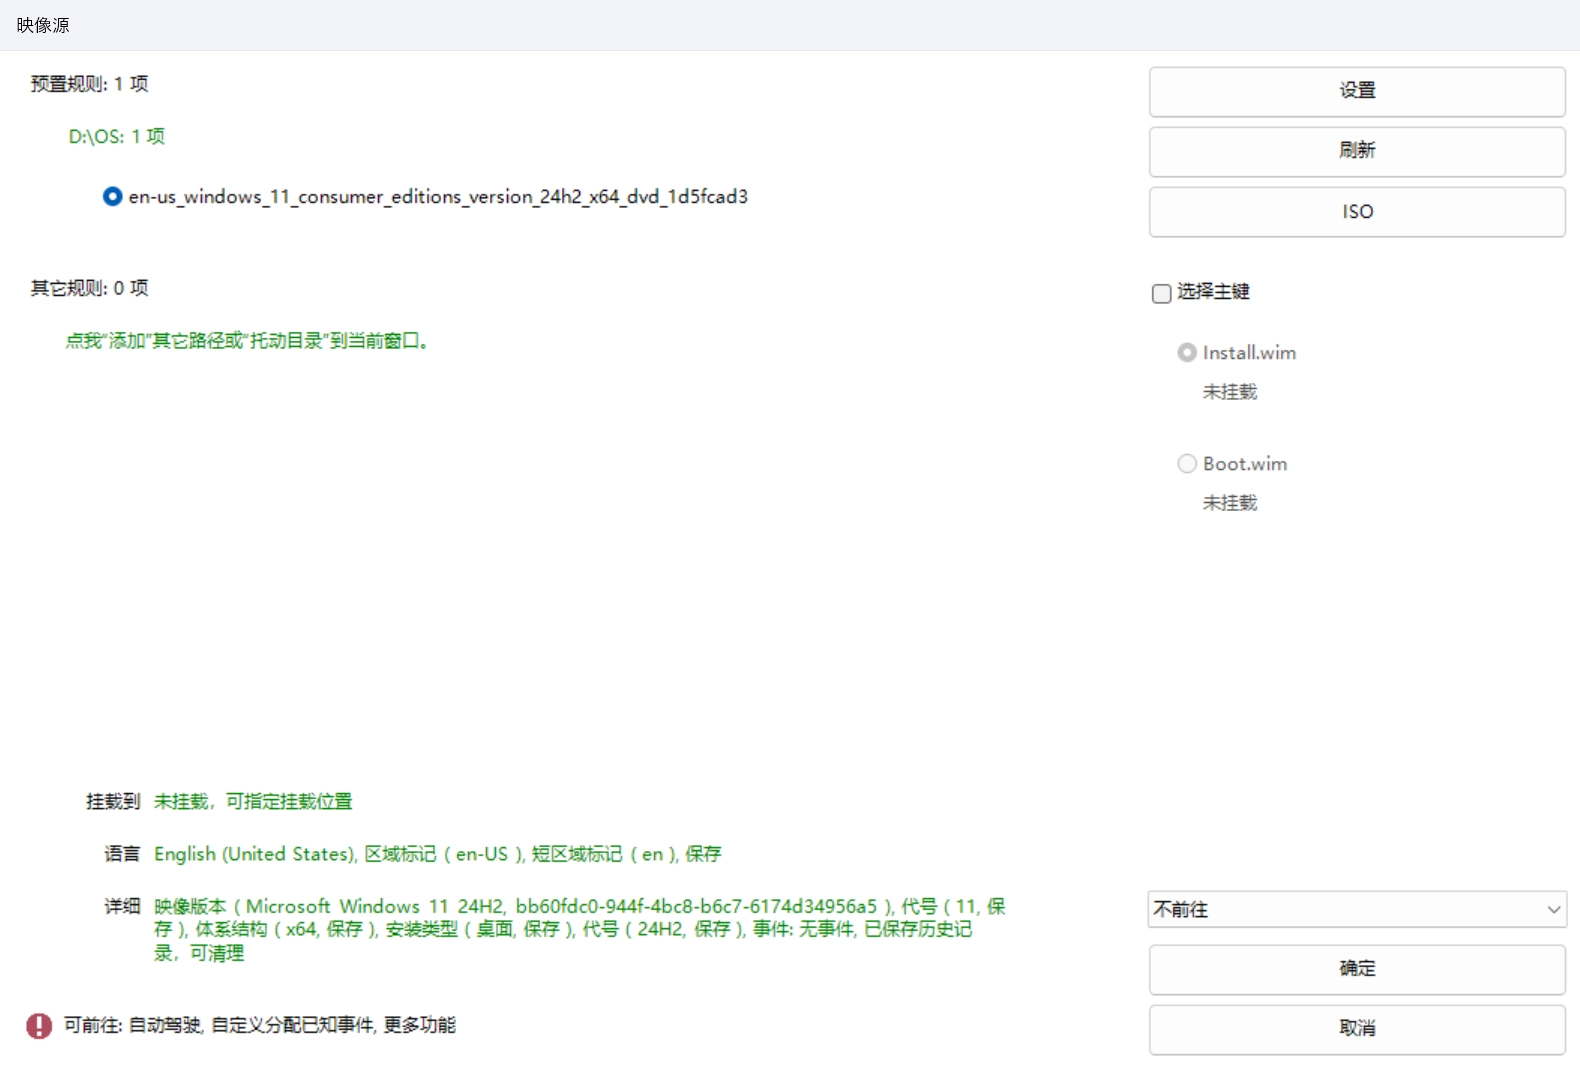 映像源
预置规则: 1 项
D:\OS: 1 项
en-us_windows_11_consumer_editions_version_24h2_x64_dvd_1d5fcad3
其它规则: 0 项
点我“添加”其它路径或“托动目录”到当前窗口。
设置
刷新
ISO
选择主键
Install.wim
未挂载
Boot.wim
未挂载
挂载到 未挂载，可指定挂载位置
语言 English (United States), 区域标记 ( en-US ), 短区域标记 ( en ), 保存
详细 映像版本 ( Microsoft Windows 11 24H2, bb60fdc0-944f-4bc8-b6c7-6174d34956a5 ), 代号 ( 11, 保
存 ), 体系结构 ( x64, 保存 ), 安装类型 ( 桌面, 保存 ), 代号 ( 24H2, 保存 ), 事件: 无事件, 已保存历史记
录，可清理
可前往: 自动驾驶, 自定义分配已知事件, 更多功能
不前往
确定
取消